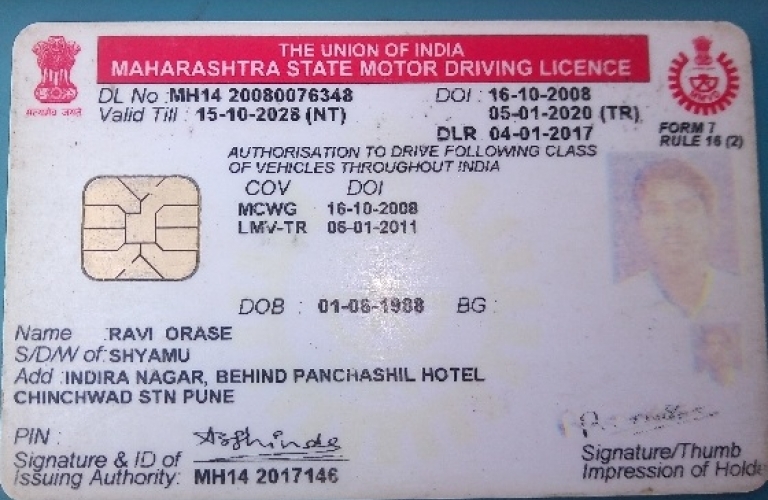 THE UNION OF INDIA
MAHARASHTRA STATE MOTOR DRIVING LICENCE
सत्यमेव जयते
DL No : MH14 20080076348 DOI : 16-10-2008
Valid Till : 15-10-2028 (NT) 05-01-2020 (TR)
DLR 04-01-2017
FORM 7
RULE 16 (2)
AUTHORISATION TO DRIVE FOLLOWING CLASS
OF VEHICLES THROUGHOUT INDIA
COV DOI
MCWG 16-10-2008
LMV-TR 06-01-2011
DOB : 01-06-1988 BG :
Name : RAVI ORASE
S/D/W of : SHYAMU
Add : INDIRA NAGAR, BEHIND PANCHASHIL HOTEL
CHINCHWAD STN PUNE
PIN :
Signature & ID of
Issuing Authority: MH14 2017146
Signature/Thumb
Impression of Holde